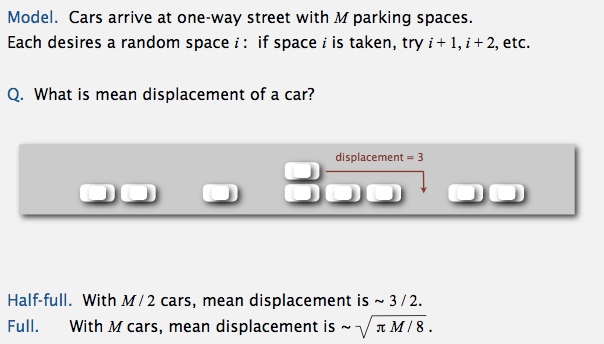 Model. Cars arrive at one-way street with M parking spaces.
Each desires a random space i : if space i is taken, try i + 1, i + 2, etc.
Q. What is mean displacement of a car?
displacement = 3
Half-full. With M / 2 cars, mean displacement is ~ 3 / 2.
Full. With M cars, mean displacement is ~ √(π M / 8) .